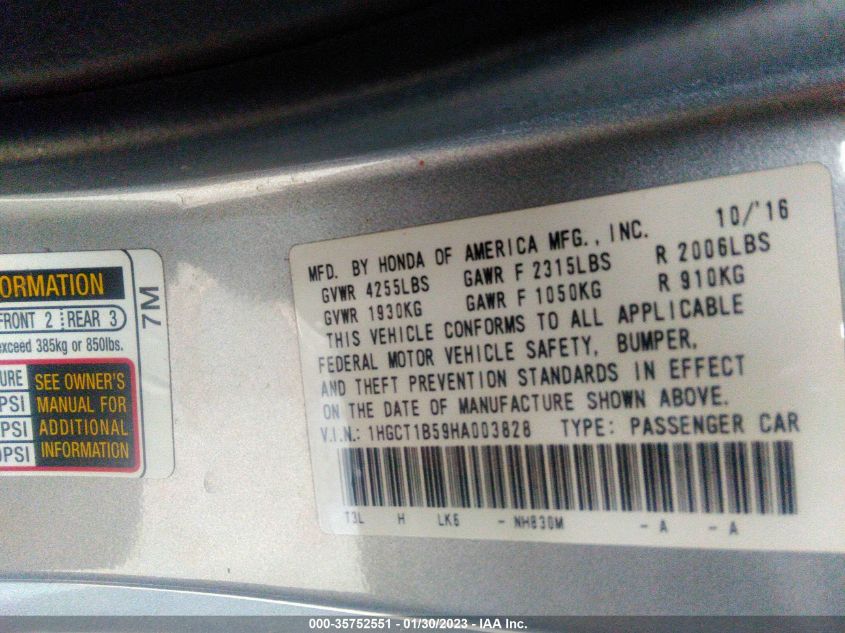 ORMATION
FRONT 2 REAR 3
exceed 385kg or 850lbs.
URE SEE OWNER'S
PSI MANUAL FOR
PSI ADDITIONAL
PSI INFORMATION
7M
10/'16
MFD. BY HONDA OF AMERICA MFG., INC.
GVWR 4255LBS GAWR F 2315LBS R 2006LBS
GVWR 1930KG GAWR F 1050KG R 910KG
THIS VEHICLE CONFORMS TO ALL APPLICABLE
FEDERAL MOTOR VEHICLE SAFETY, BUMPER,
AND THEFT PREVENTION STANDARDS IN EFFECT
ON THE DATE OF MANUFACTURE SHOWN ABOVE.
V.I.N.: 1HGCT1B59HA003828 TYPE: PASSENGER CAR
T3L H LK6 - NH830M - A - A
000-35752551 - 01/30/2023 - IAA Inc.